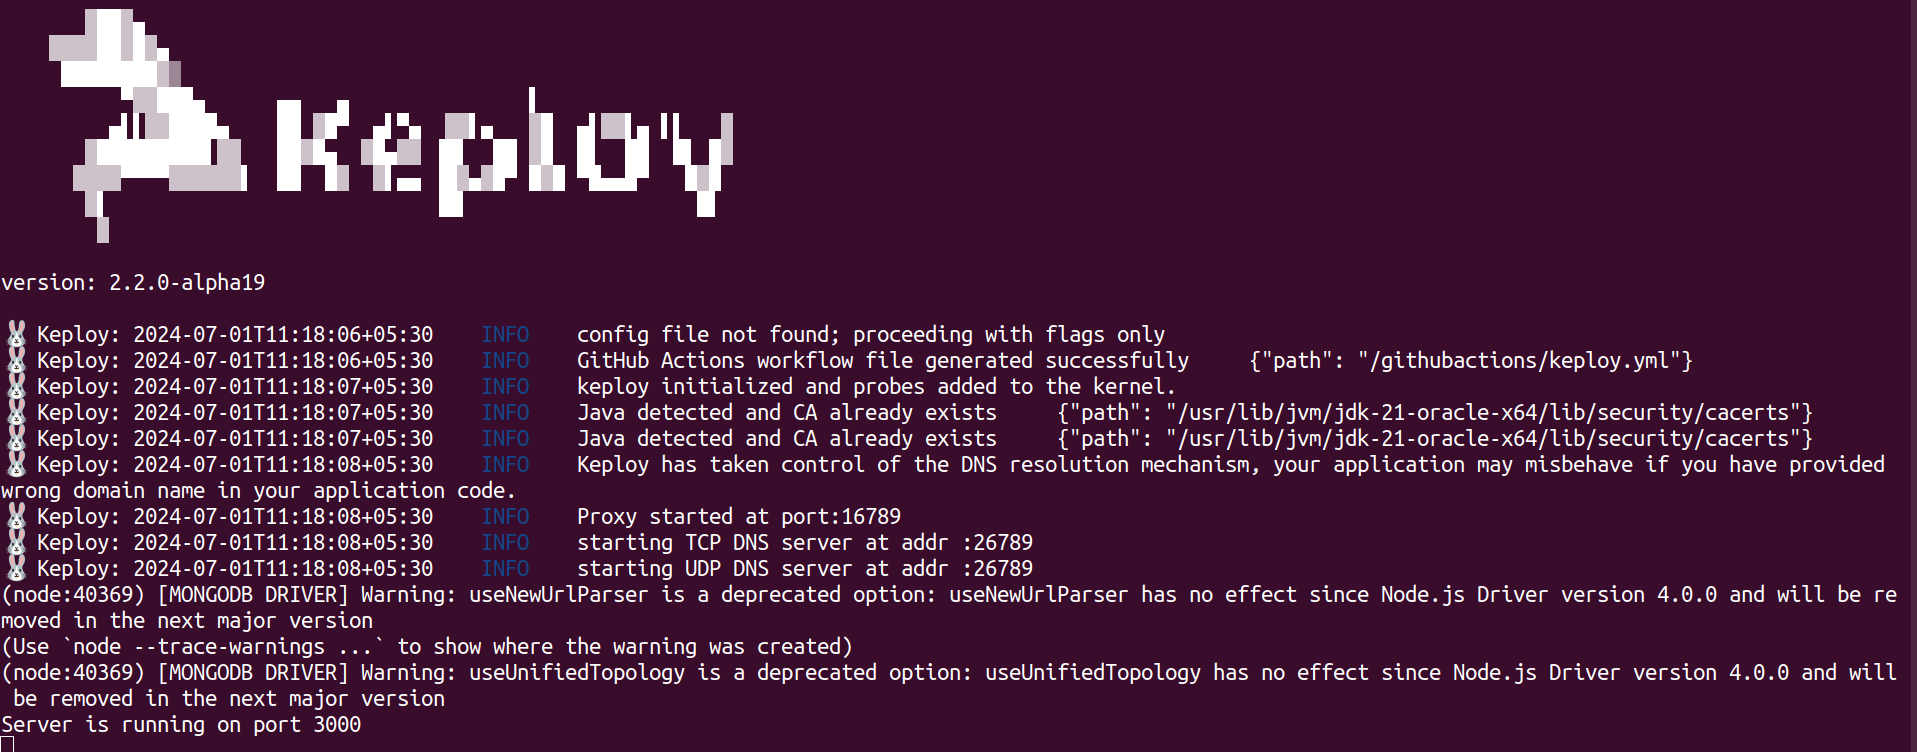 Keploy
version: 2.2.0-alpha19
Keploy: 2024-07-01T11:18:06+05:30 INFO config file not found; proceeding with flags only
Keploy: 2024-07-01T11:18:06+05:30 INFO GitHub Actions workflow file generated successfully {"path": "/githubactions/keploy.yml"}
Keploy: 2024-07-01T11:18:07+05:30 INFO keploy initialized and probes added to the kernel.
Keploy: 2024-07-01T11:18:07+05:30 INFO Java detected and CA already exists {"path": "/usr/lib/jvm/jdk-21-oracle-x64/lib/security/cacerts"}
Keploy: 2024-07-01T11:18:07+05:30 INFO Java detected and CA already exists {"path": "/usr/lib/jvm/jdk-21-oracle-x64/lib/security/cacerts"}
Keploy: 2024-07-01T11:18:08+05:30 INFO Keploy has taken control of the DNS resolution mechanism, your application may misbehave if you have provided
wrong domain name in your application code.
Keploy: 2024-07-01T11:18:08+05:30 INFO Proxy started at port:16789
Keploy: 2024-07-01T11:18:08+05:30 INFO starting TCP DNS server at addr :26789
Keploy: 2024-07-01T11:18:08+05:30 INFO starting UDP DNS server at addr :26789
(node:40369) [MONGODB DRIVER] Warning: useNewUrlParser is a deprecated option: useNewUrlParser has no effect since Node.js Driver version 4.0.0 and will be re
moved in the next major version
(Use `node --trace-warnings ...` to show where the warning was created)
(node:40369) [MONGODB DRIVER] Warning: useUnifiedTopology is a deprecated option: useUnifiedTopology has no effect since Node.js Driver version 4.0.0 and will
be removed in the next major version
Server is running on port 3000